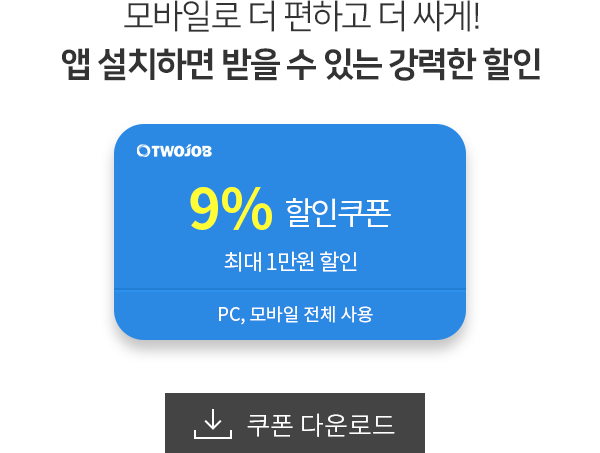 모바일로 더 편하고 더 싸게!
앱 설치하면 받을 수 있는 강력한 할인
TWOJOB
9% 할인쿠폰
최대 1만원 할인
PC, 모바일 전체 사용
쿠폰 다운로드